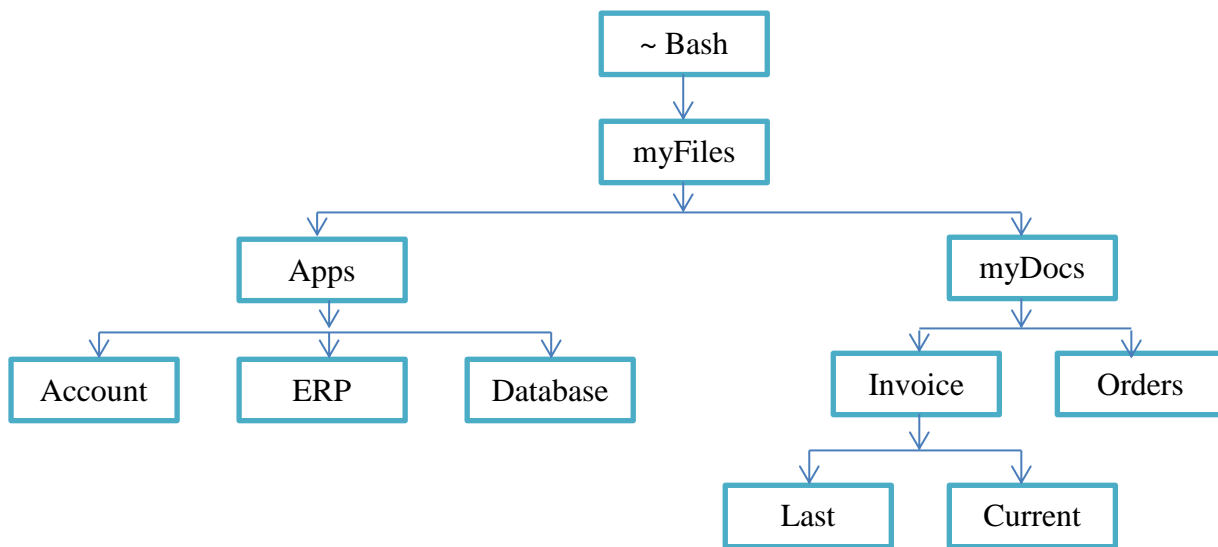 ~ Bash
myFiles
Apps
myDocs
Account
ERP
Database
Invoice
Orders
Last
Current